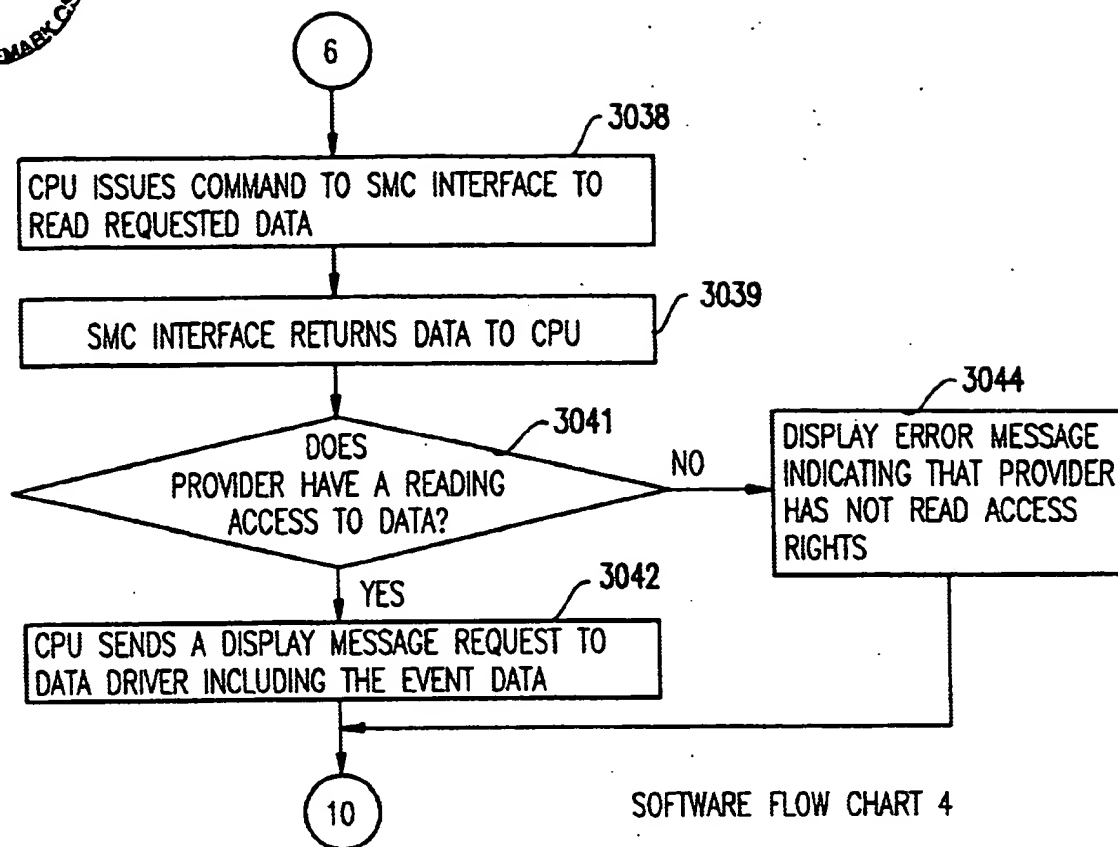 6
3038
CPU ISSUES COMMAND TO SMC INTERFACE TO
READ REQUESTED DATA
3039
SMC INTERFACE RETURNS DATA TO CPU
3041
DOES
PROVIDER HAVE A READING
ACCESS TO DATA?
NO
3044
DISPLAY ERROR MESSAGE
INDICATING THAT PROVIDER
HAS NOT READ ACCESS
RIGHTS
YES
3042
CPU SENDS A DISPLAY MESSAGE REQUEST TO
DATA DRIVER INCLUDING THE EVENT DATA
10
SOFTWARE FLOW CHART 4